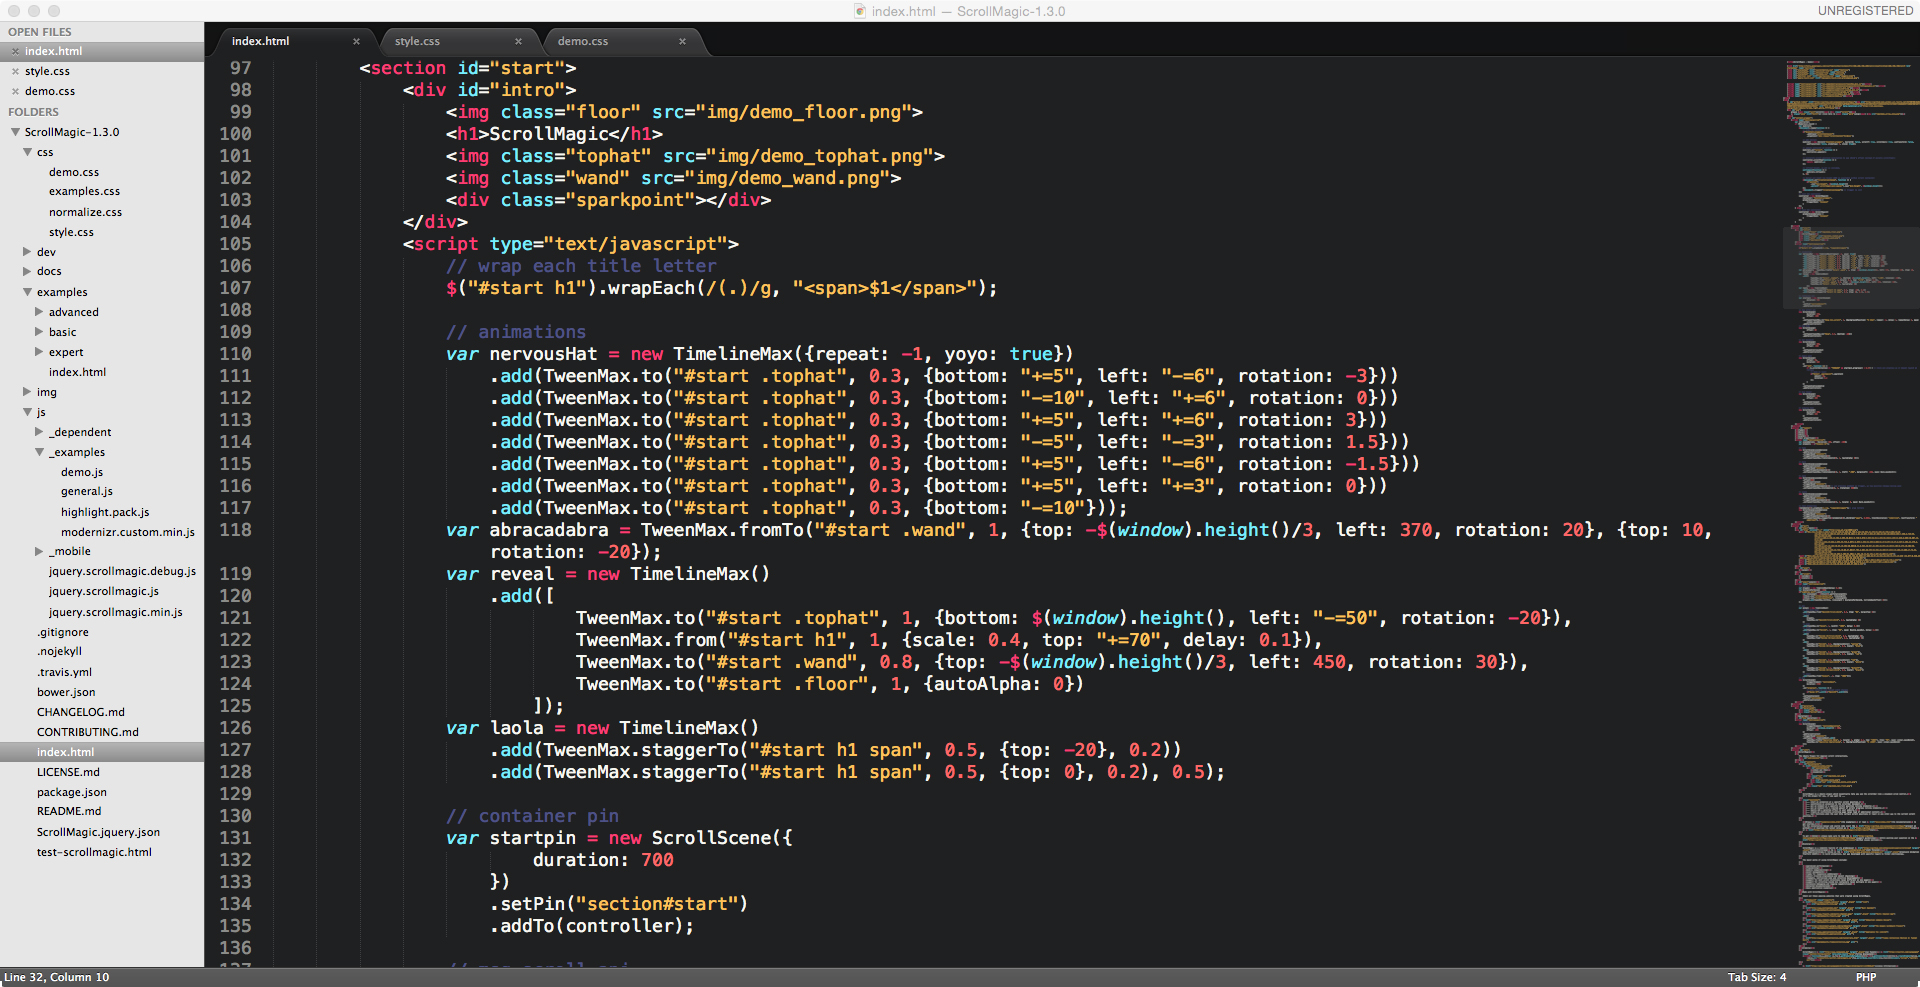 index.html — ScrollMagic-1.3.0
UNREGISTERED
OPEN FILES
index.html
style.css
demo.css
FOLDERS
ScrollMagic-1.3.0
css
demo.css
examples.css
normalize.css
style.css
dev
docs
examples
advanced
basic
expert
index.html
img
js
_dependent
_examples
demo.js
general.js
highlight.pack.js
modernizr.custom.min.js
_mobile
jquery.scrollmagic.debug.js
jquery.scrollmagic.js
jquery.scrollmagic.min.js
.gitignore
.nojekyll
.travis.yml
bower.json
CHANGELOG.md
CONTRIBUTING.md
index.html
LICENSE.md
package.json
README.md
ScrollMagic.jquery.json
test-scrollmagic.html
index.html × style.css × demo.css ×
97 <section id="start">
98 <div id="intro">
99 <img class="floor" src="img/demo_floor.png">
100 <h1>ScrollMagic</h1>
101 <img class="tophat" src="img/demo_tophat.png">
102 <img class="wand" src="img/demo_wand.png">
103 <div class="sparkpoint"></div>
104 </div>
105 <script type="text/javascript">
106 // wrap each title letter
107 $("#start h1").wrapEach(/(.)/g, "<span>$1</span>");
108
109 // animations
110 var nervousHat = new TimelineMax({repeat: -1, yoyo: true})
111 .add(TweenMax.to("#start .tophat", 0.3, {bottom: "+=5", left: "-=6", rotation: -3}))
112 .add(TweenMax.to("#start .tophat", 0.3, {bottom: "-=10", left: "+=6", rotation: 0}))
113 .add(TweenMax.to("#start .tophat", 0.3, {bottom: "+=5", left: "+=6", rotation: 3}))
114 .add(TweenMax.to("#start .tophat", 0.3, {bottom: "-=5", left: "-=3", rotation: 1.5}))
115 .add(TweenMax.to("#start .tophat", 0.3, {bottom: "+=5", left: "-=6", rotation: -1.5}))
116 .add(TweenMax.to("#start .tophat", 0.3, {bottom: "+=5", left: "+=3", rotation: 0}))
117 .add(TweenMax.to("#start .tophat", 0.3, {bottom: "-=10"}));
118 var abracadabra = TweenMax.fromTo("#start .wand", 1, {top: -$(window).height()/3, left: 370, rotation: 20}, {top: 10,
rotation: -20});
119 var reveal = new TimelineMax()
120 .add([
121 TweenMax.to("#start .tophat", 1, {bottom: $(window).height(), left: "-=50", rotation: -20}),
122 TweenMax.from("#start h1", 1, {scale: 0.4, top: "+=70", delay: 0.1}),
123 TweenMax.to("#start .wand", 0.8, {top: -$(window).height()/3, left: 450, rotation: 30}),
124 TweenMax.to("#start .floor", 1, {autoAlpha: 0})
125 ]);
126 var laola = new TimelineMax()
127 .add(TweenMax.staggerTo("#start h1 span", 0.5, {top: -20}, 0.2))
128 .add(TweenMax.staggerTo("#start h1 span", 0.5, {top: 0}, 0.2), 0.5);
129
130 // container pin
131 var startpin = new ScrollScene({
132 duration: 700
133 })
134 .setPin("section#start")
135 .addTo(controller);
136
Line 32, Column 10
Tab Size: 4
PHP